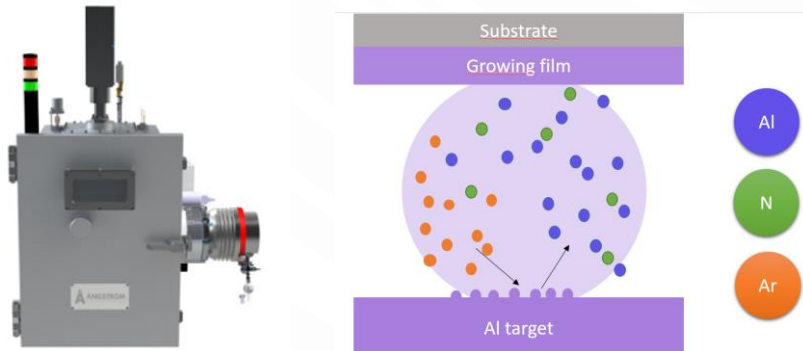 Substrate
Growing film
Al
N
Ar
Al target
ANGSTROM